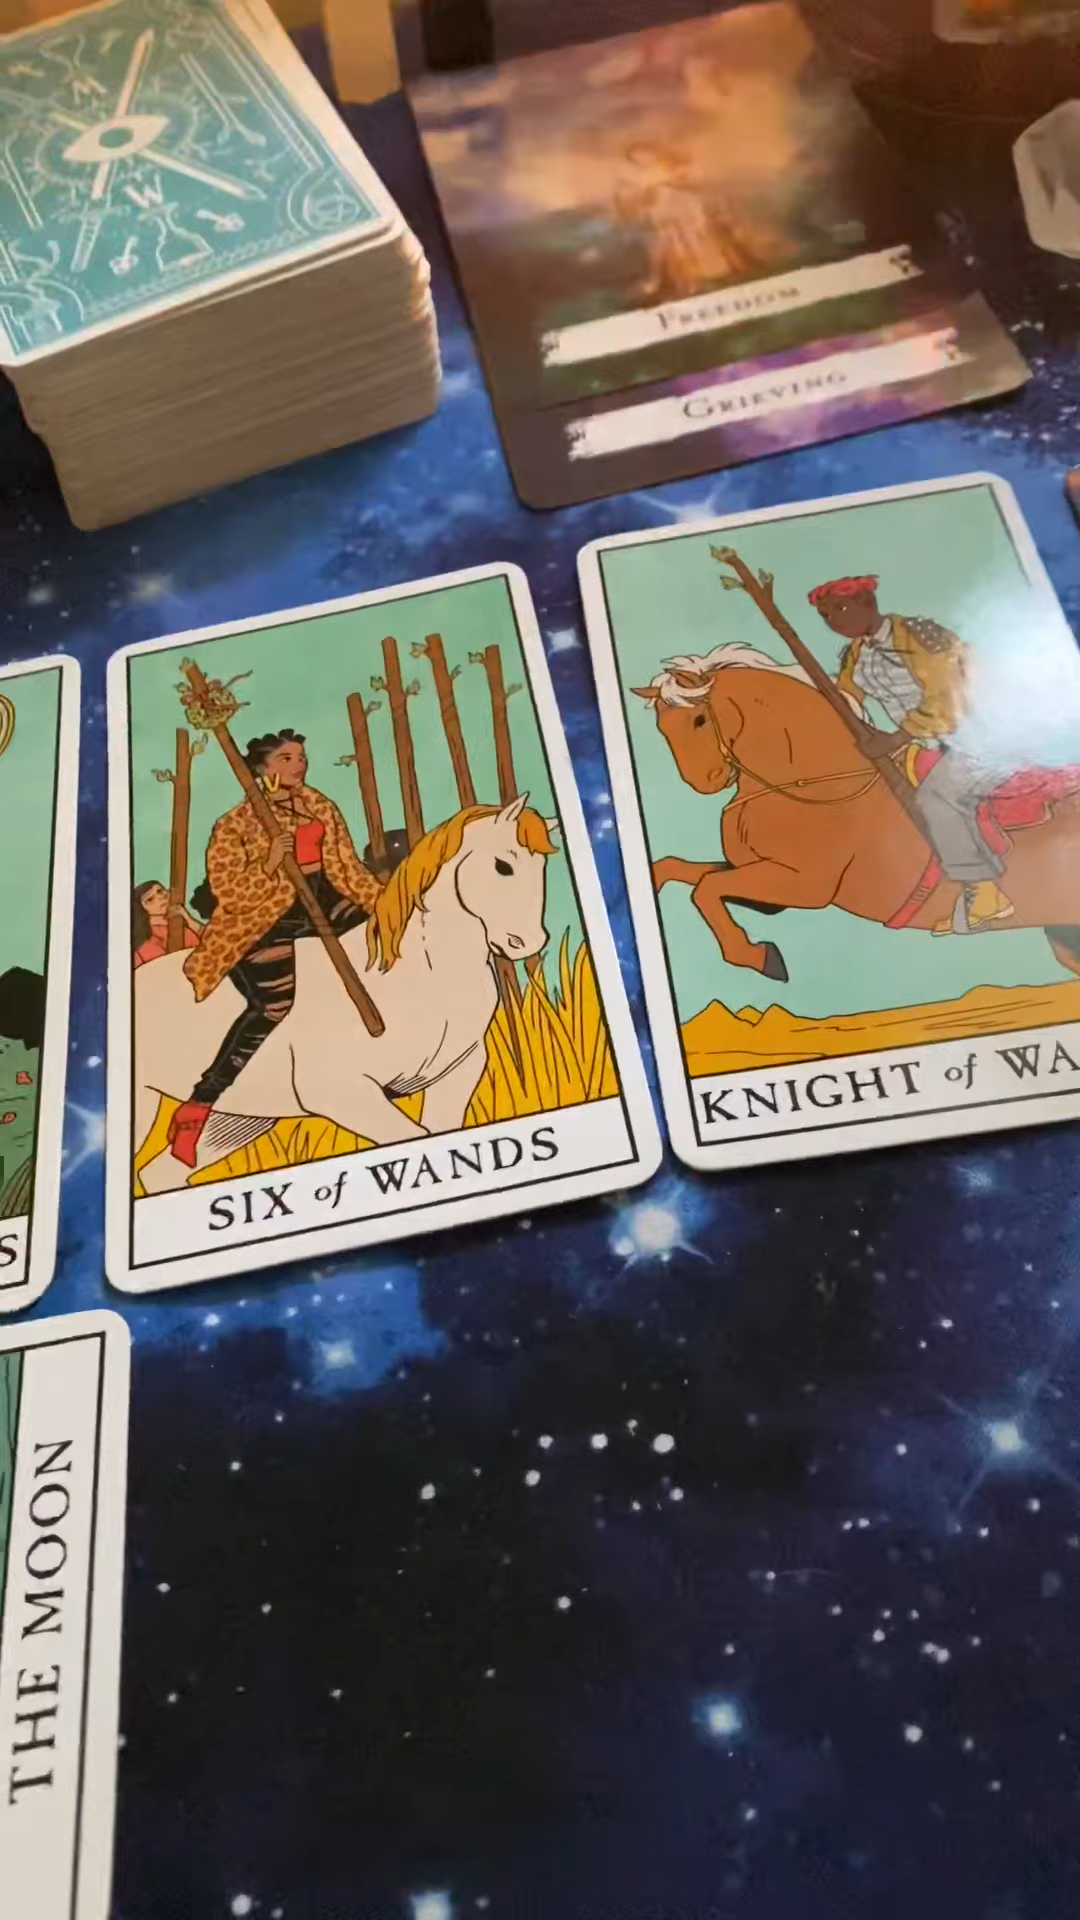 M
W
FREEDOM
GRIEVING
SIX of WANDS
KNIGHT of WA
S
THE MOON